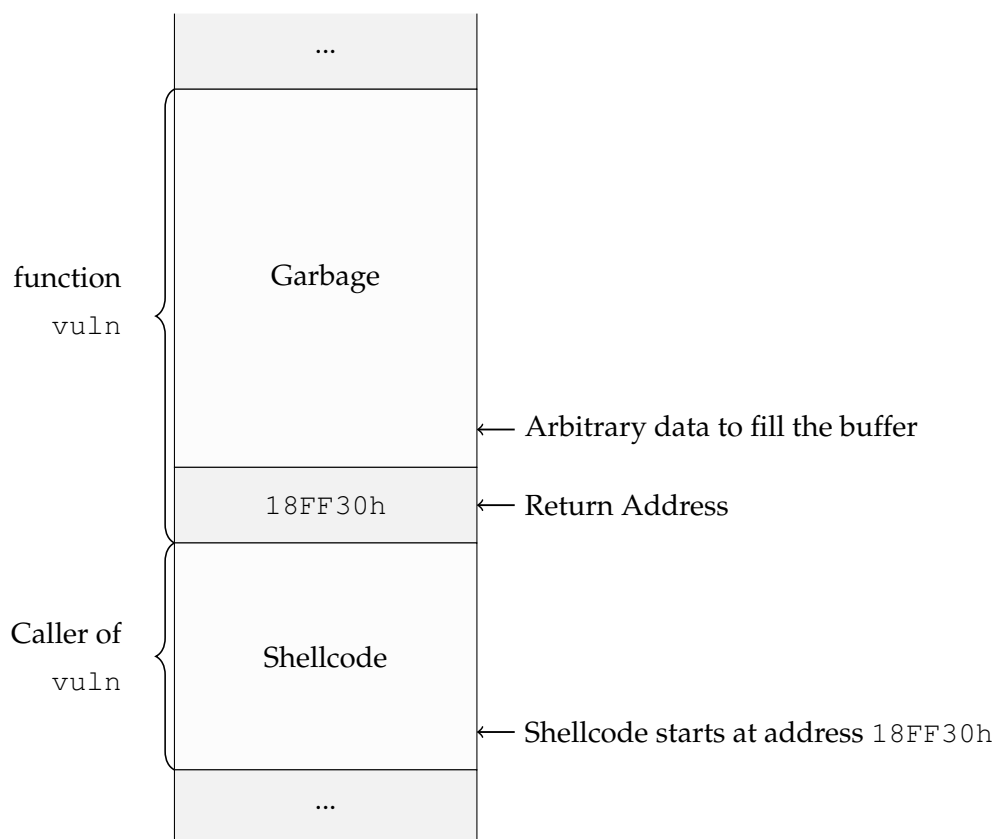 ...
function
vuln
Garbage
Arbitrary data to fill the buffer
18FF30h
Return Address
Caller of
vuln
Shellcode
Shellcode starts at address 18FF30h
...